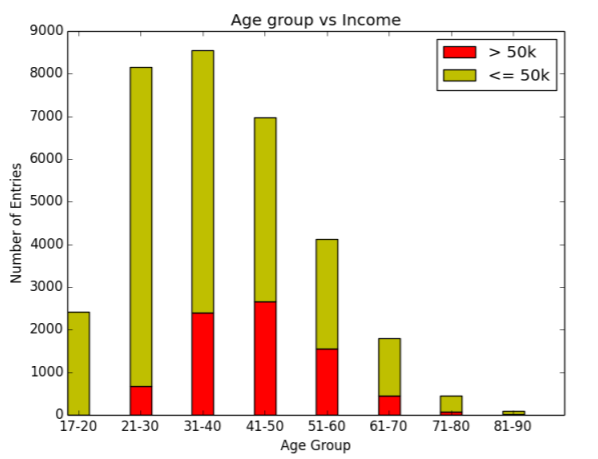 Age group vs Income
> 50k
<= 50k
9000
8000
7000
6000
5000
4000
3000
2000
1000
0
Number of Entries
17-20 21-30 31-40 41-50 51-60 61-70 71-80 81-90
Age Group